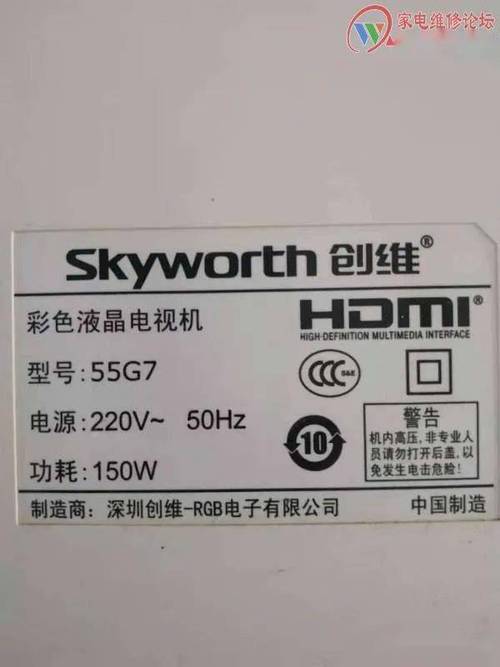 家电维修论坛
Skyworth 创维®
彩色液晶电视机
HDMI®
HIGH-DEFINITION MULTIMEDIA INTERFACE
型号:55G7
CCC S&E
电源:220V~ 50Hz
10
功耗:150W
警告
机内高压,非专业人
员请勿打开后盖,以
免发生电击危险!
制造商:深圳创维-RGB电子有限公司
中国制造